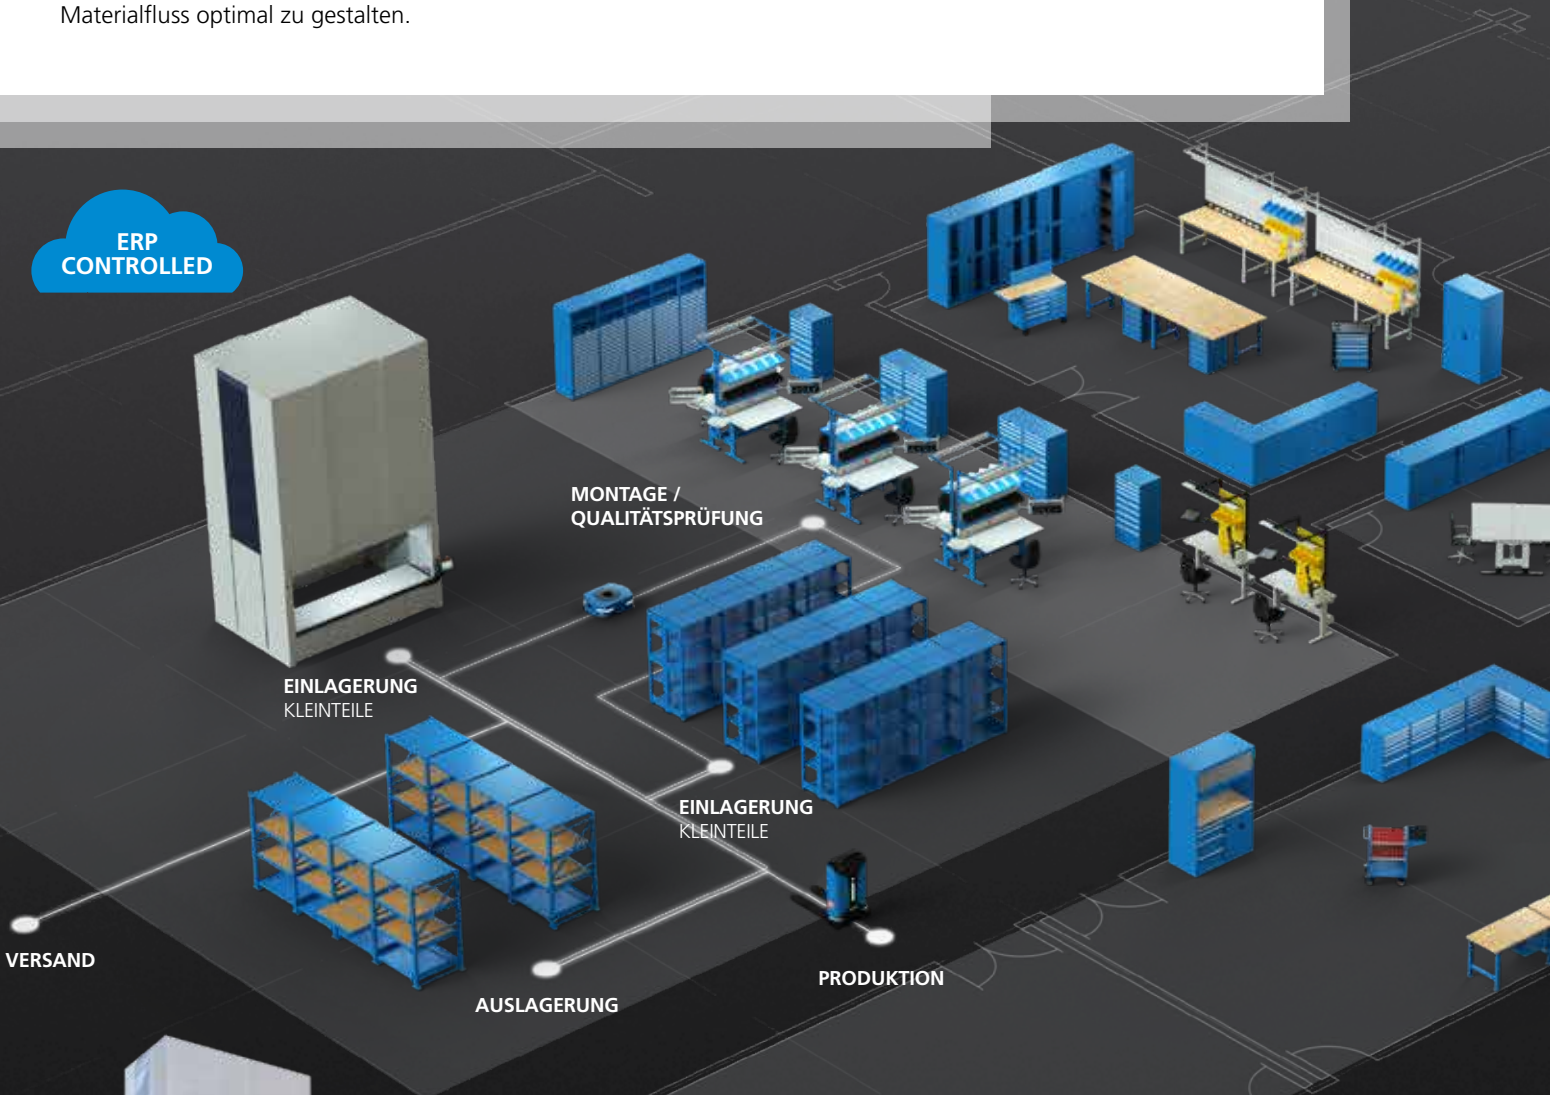 Materialfluss optimal zu gestalten.
ERP
CONTROLLED
MONTAGE /
QUALITÄTSPRÜFUNG
EINLAGERUNG
KLEINTEILE
EINLAGERUNG
KLEINTEILE
VERSAND
PRODUKTION
AUSLAGERUNG